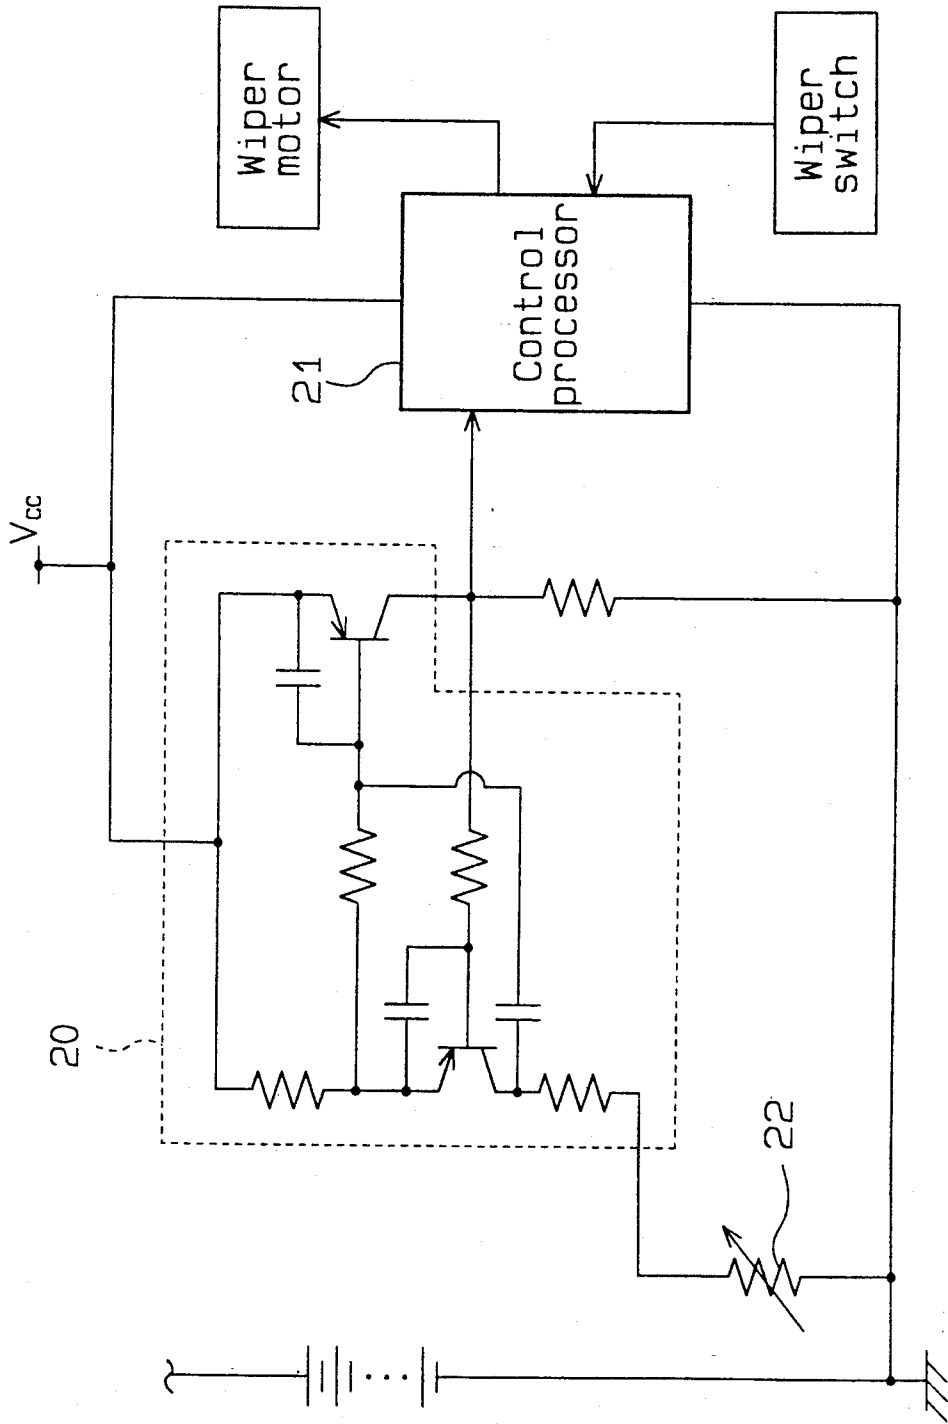 Wiper
motor
Wiper
switch
Control
processor
21
Vcc
20
22